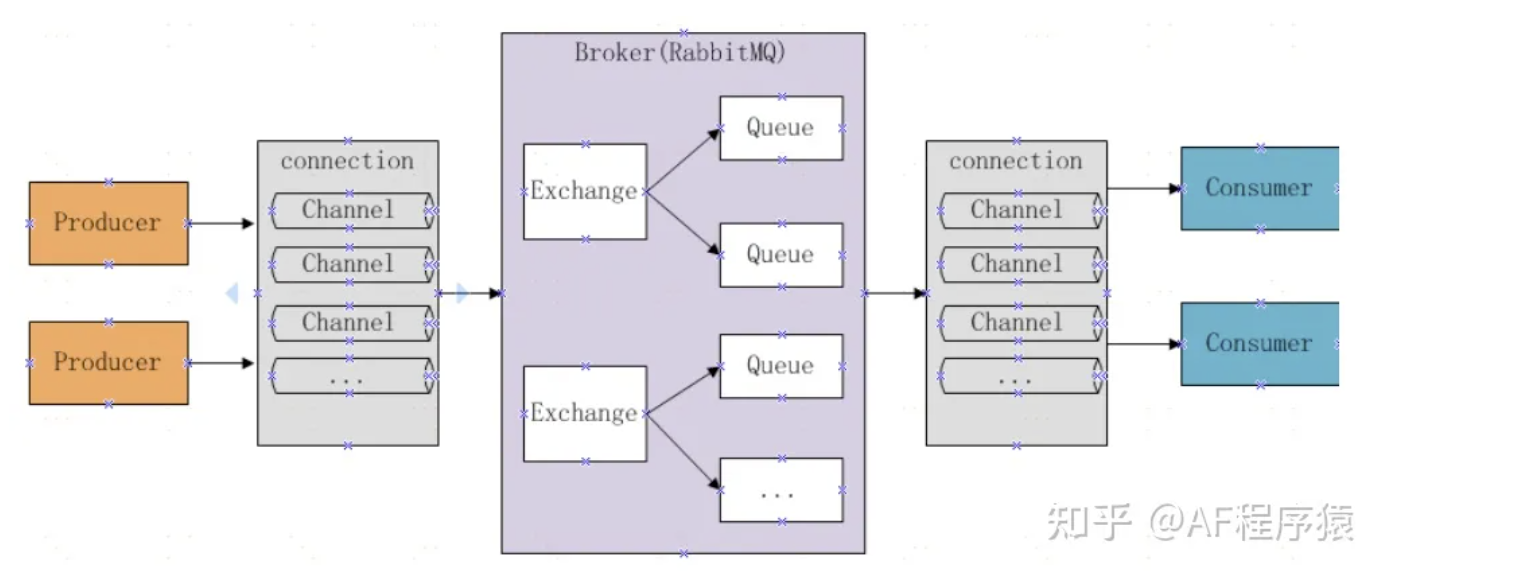 Broker(RabbitMQ)
Producer
Producer
connection
Channel
Channel
Channel
...
Exchange
Queue
Queue
Exchange
Queue
...
connection
Channel
Channel
Channel
...
Consumer
Consumer
知乎 @AF程序猿